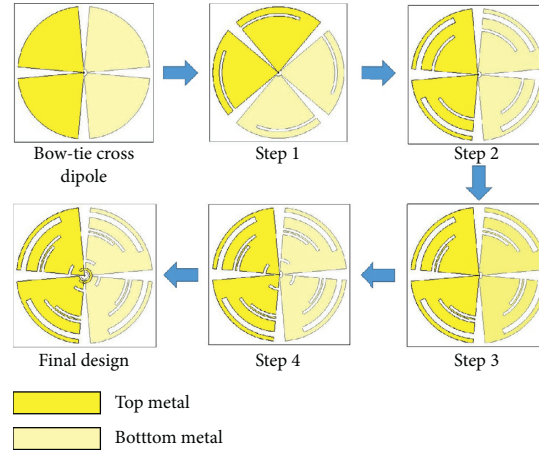 Bow-tie cross
dipole
Step 1
Step 2
Final design
Step 4
Step 3
Top metal
Botttom metal